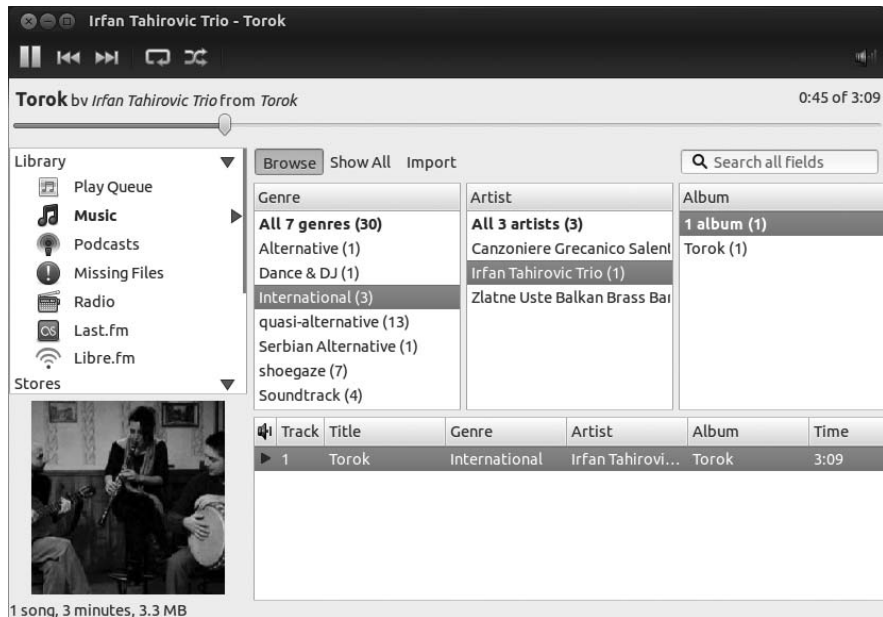 Irfan Tahirovic Trio - Torok
Torok by Irfan Tahirovic Trio from Torok
0:45 of 3:09
Library
Play Queue
Music
Podcasts
Missing Files
Radio
Last.fm
Libre.fm
Stores
Browse Show All Import
Search all fields
Genre
All 7 genres (30)
Alternative (1)
Dance & DJ (1)
International (3)
quasi-alternative (13)
Serbian Alternative (1)
shoegaze (7)
Soundtrack (4)
Artist
All 3 artists (3)
Canzoniere Grecanico Salent
Irfan Tahirovic Trio (1)
Zlatne Uste Balkan Brass Ban
Album
1 album (1)
Torok (1)
Track Title Genre Artist Album Time
1 Torok International Irfan Tahirovi... Torok 3:09
1 song, 3 minutes, 3.3 MB